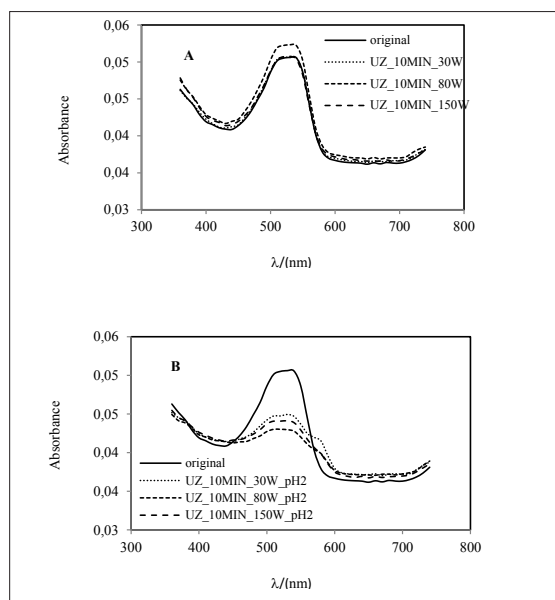 0,06
0,05
0,05
0,04
0,04
0,03
Absorbance
A
original
UZ_10MIN_30W
UZ_10MIN_80W
UZ_10MIN_150W
300 400 500 600 700 800
λ/(nm)
0,06
0,05
0,05
0,04
0,04
0,03
Absorbance
B
original
UZ_10MIN_30W_pH2
UZ_10MIN_80W_pH2
UZ_10MIN_150W_pH2
300 400 500 600 700 800
λ/(nm)